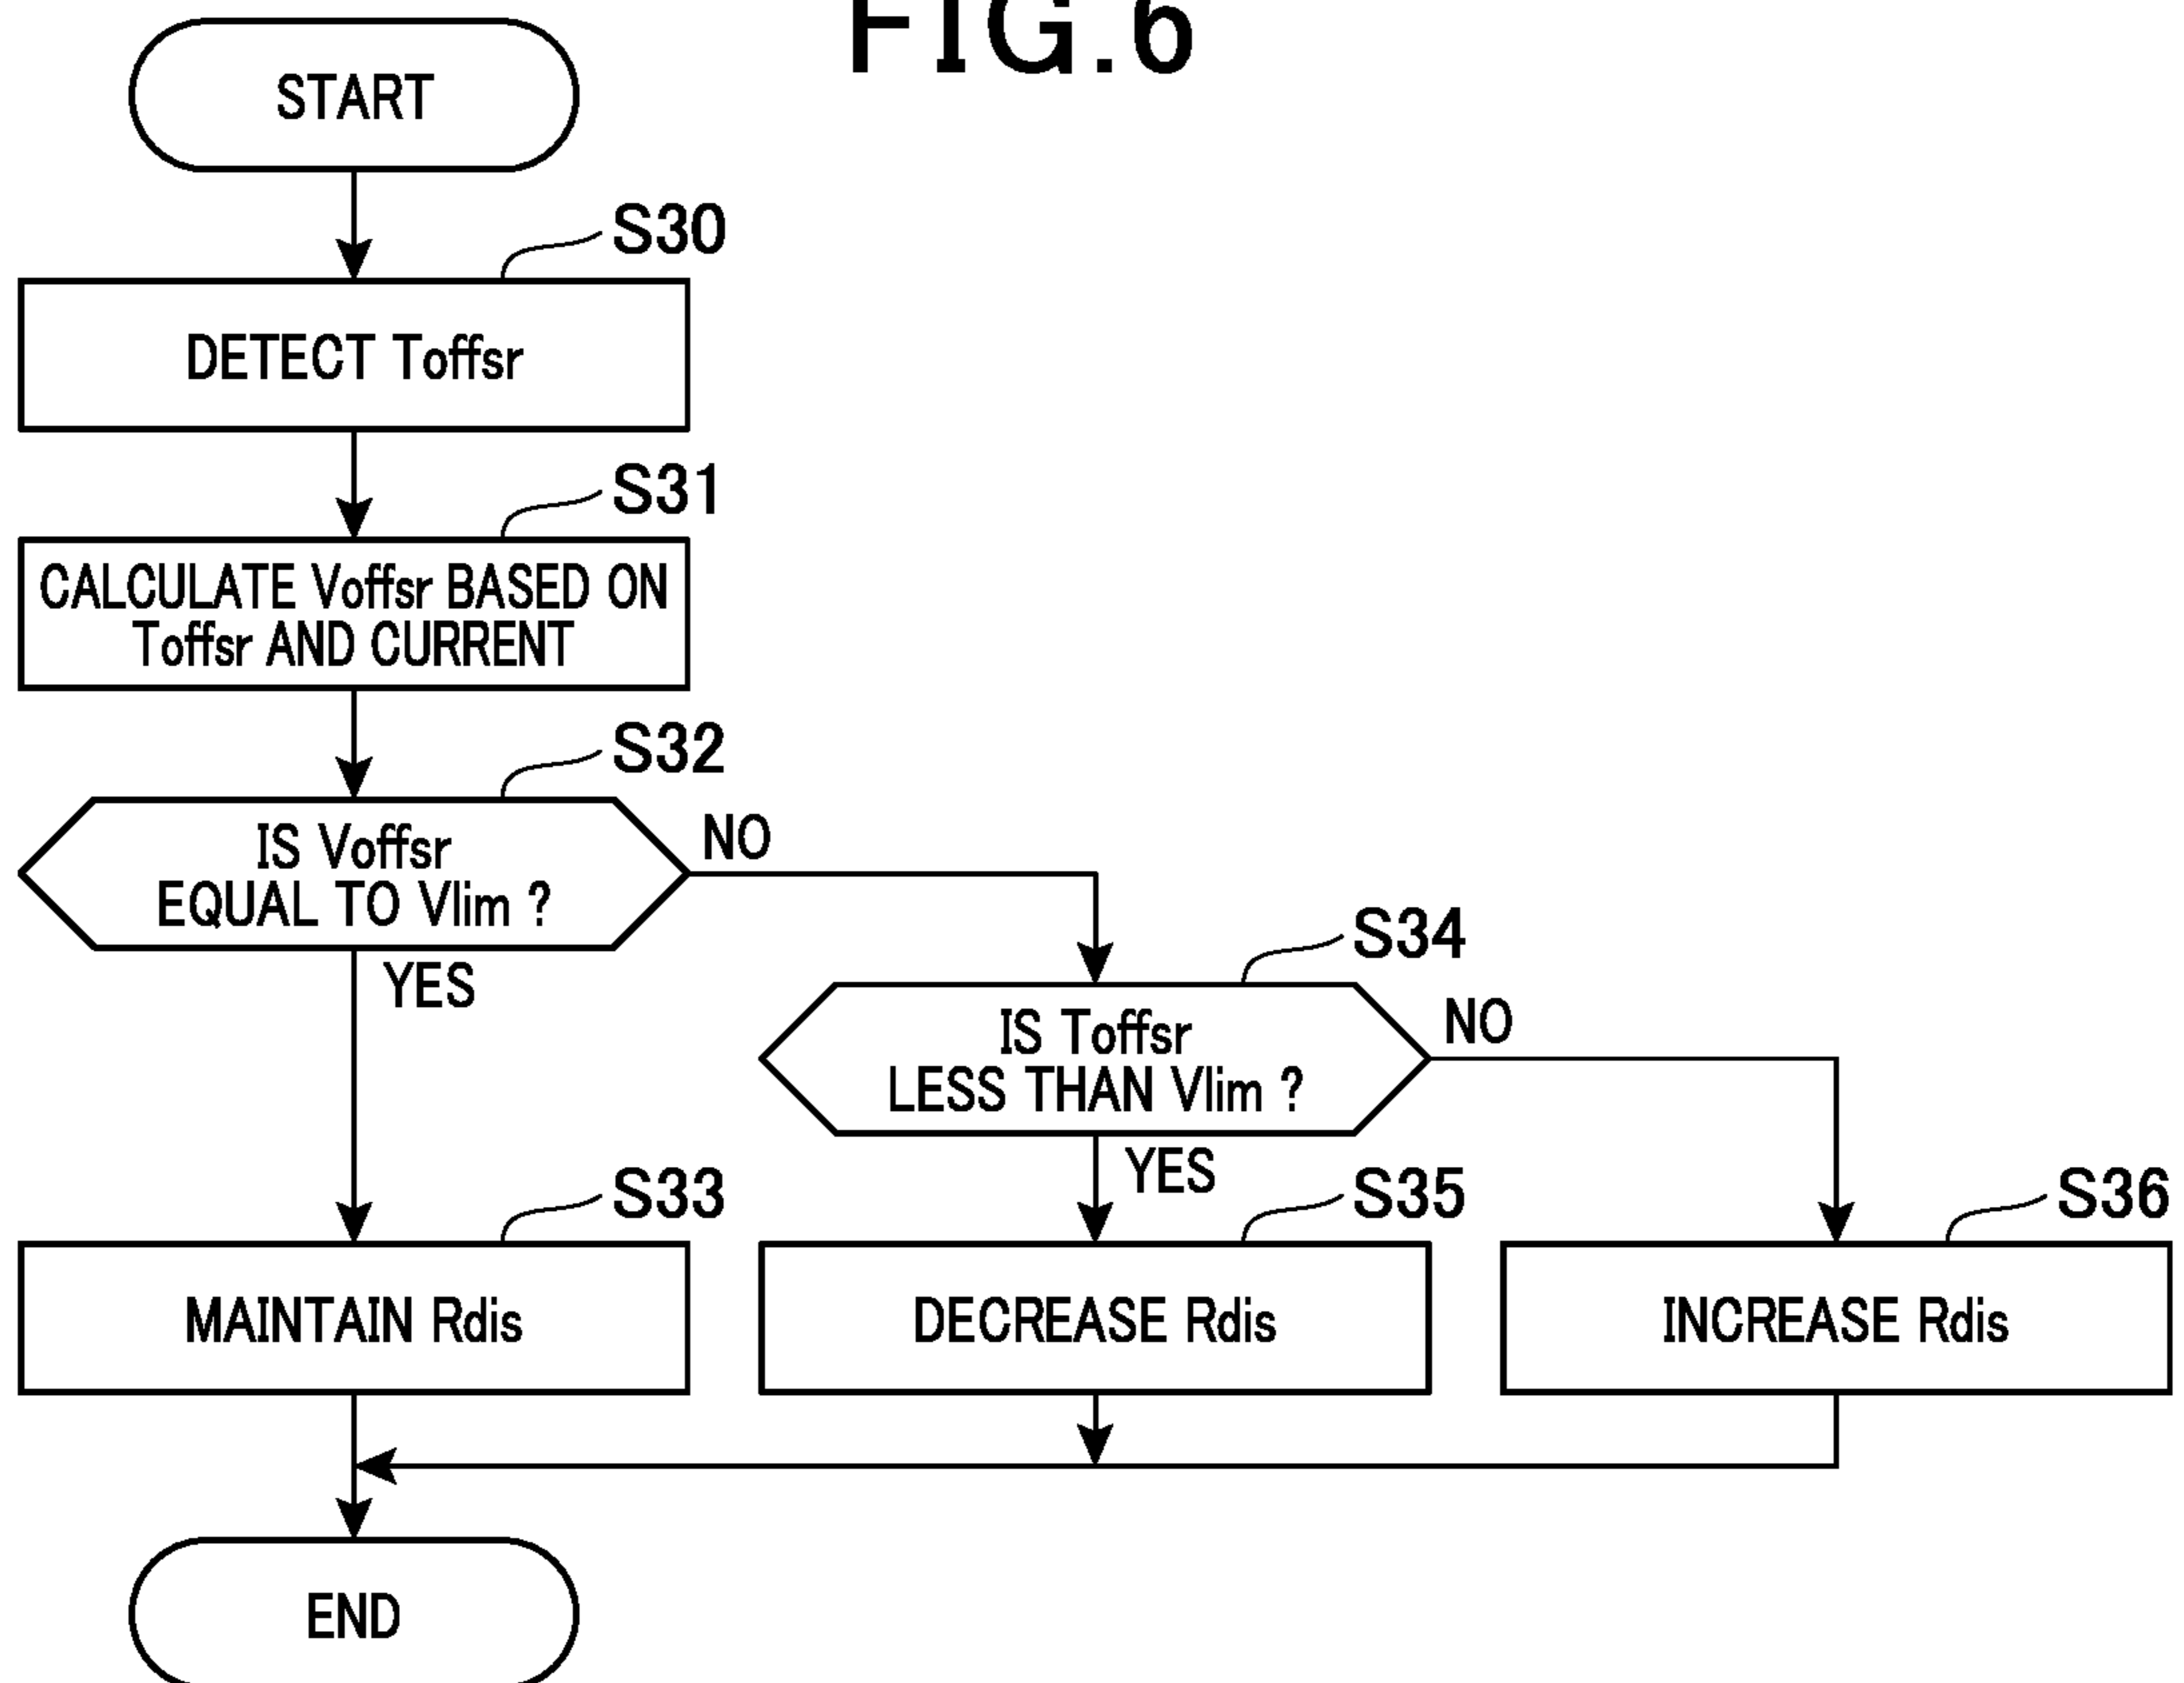 FIG.6
START
S30
DETECT Toffsr
S31
CALCULATE Voffsr BASED ON
Toffsr AND CURRENT
S32
IS Voffsr
EQUAL TO Vlim ?
NO
YES
S34
IS Toffsr
LESS THAN Vlim ?
NO
YES
S33
MAINTAIN Rdis
S35
DECREASE Rdis
S36
INCREASE Rdis
END